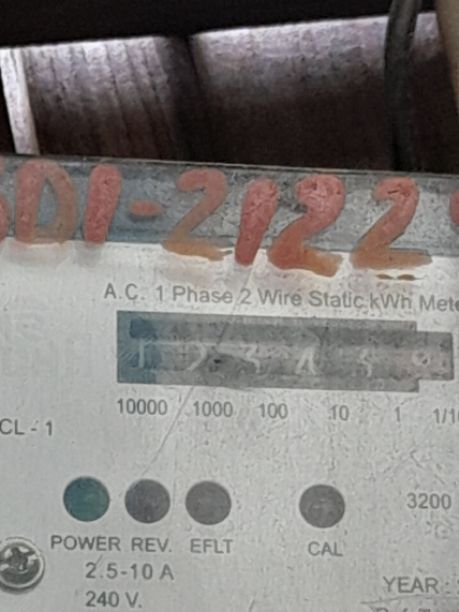 DI-2122
A.C. 1 Phase 2 Wire Static kWh Mete
10000 1000 100 10 1 1/10
CL-1
3200
POWER REV. EFLT CAL
2.5-10 A
240 V.
YEAR: